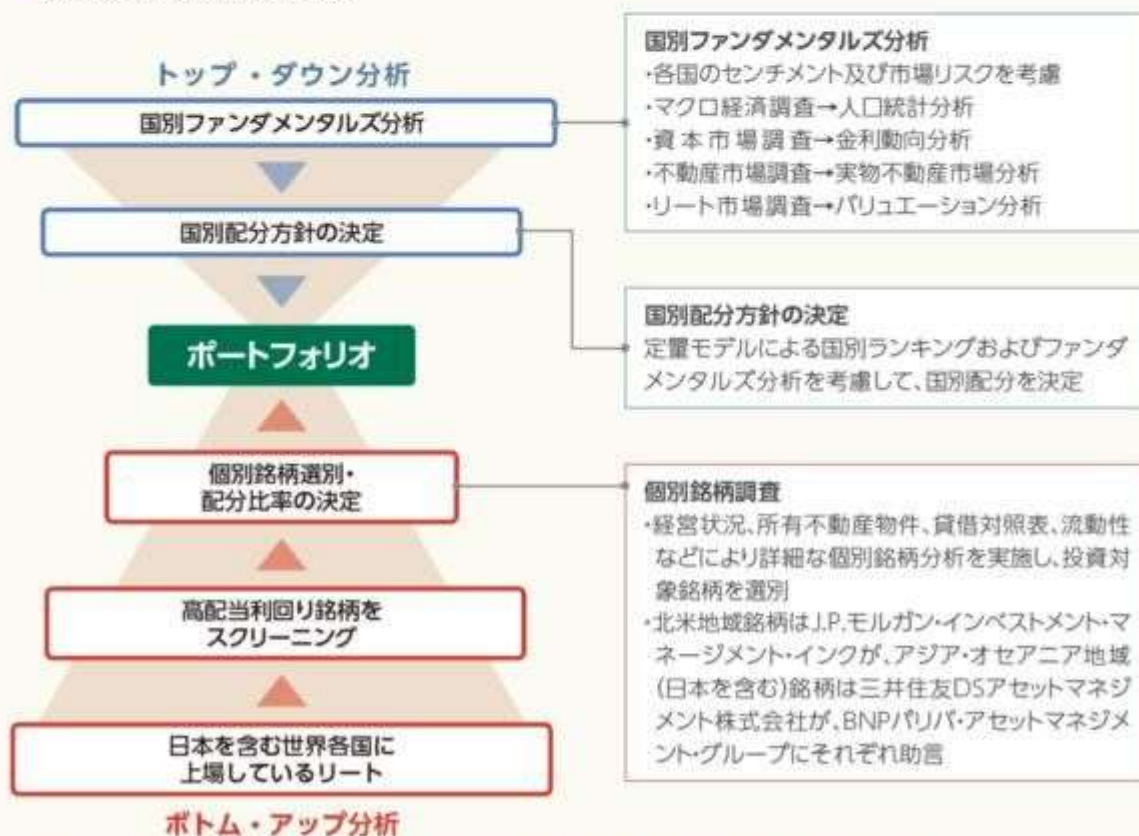 トップ・ダウン分析
国別ファンダメンタルズ分析
国別配分方針の決定
ポートフォリオ
個別銘柄選別・
配分比率の決定
高配当利回り銘柄を
スクリーニング
日本を含む世界各国に
上場しているリート
ボトム・アップ分析
国別ファンダメンタルズ分析
・各国のセンチメント及び市場リスクを考慮
・マクロ経済調査→人口統計分析
・資本市場調査→金利動向分析
・不動産市場調査→実物不動産市場分析
・リート市場調査→バリュエーション分析
国別配分方針の決定
定量モデルによる国別ランキングおよびファンダ
メンタルズ分析を考慮して、国別配分を決定
個別銘柄調査
・経営状況、所有不動産物件、貸借対照表、流動性
などにより詳細な個別銘柄分析を実施し、投資対
象銘柄を選別
・北米地域銘柄はJ.P.モルガン・インベストメント・マ
ネージメント・インクが、アジア・オセアニア地域
(日本を含む)銘柄は三井住友DSアセットマネジ
メント株式会社が、BNPパリバ・アセットマネジメ
ント・グループにそれぞれ助言